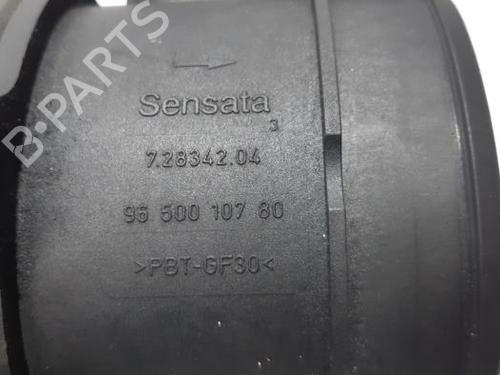 B-PARTS
Sensata
3
7.28342.04
96 500 107 80
>PBT-GF30<